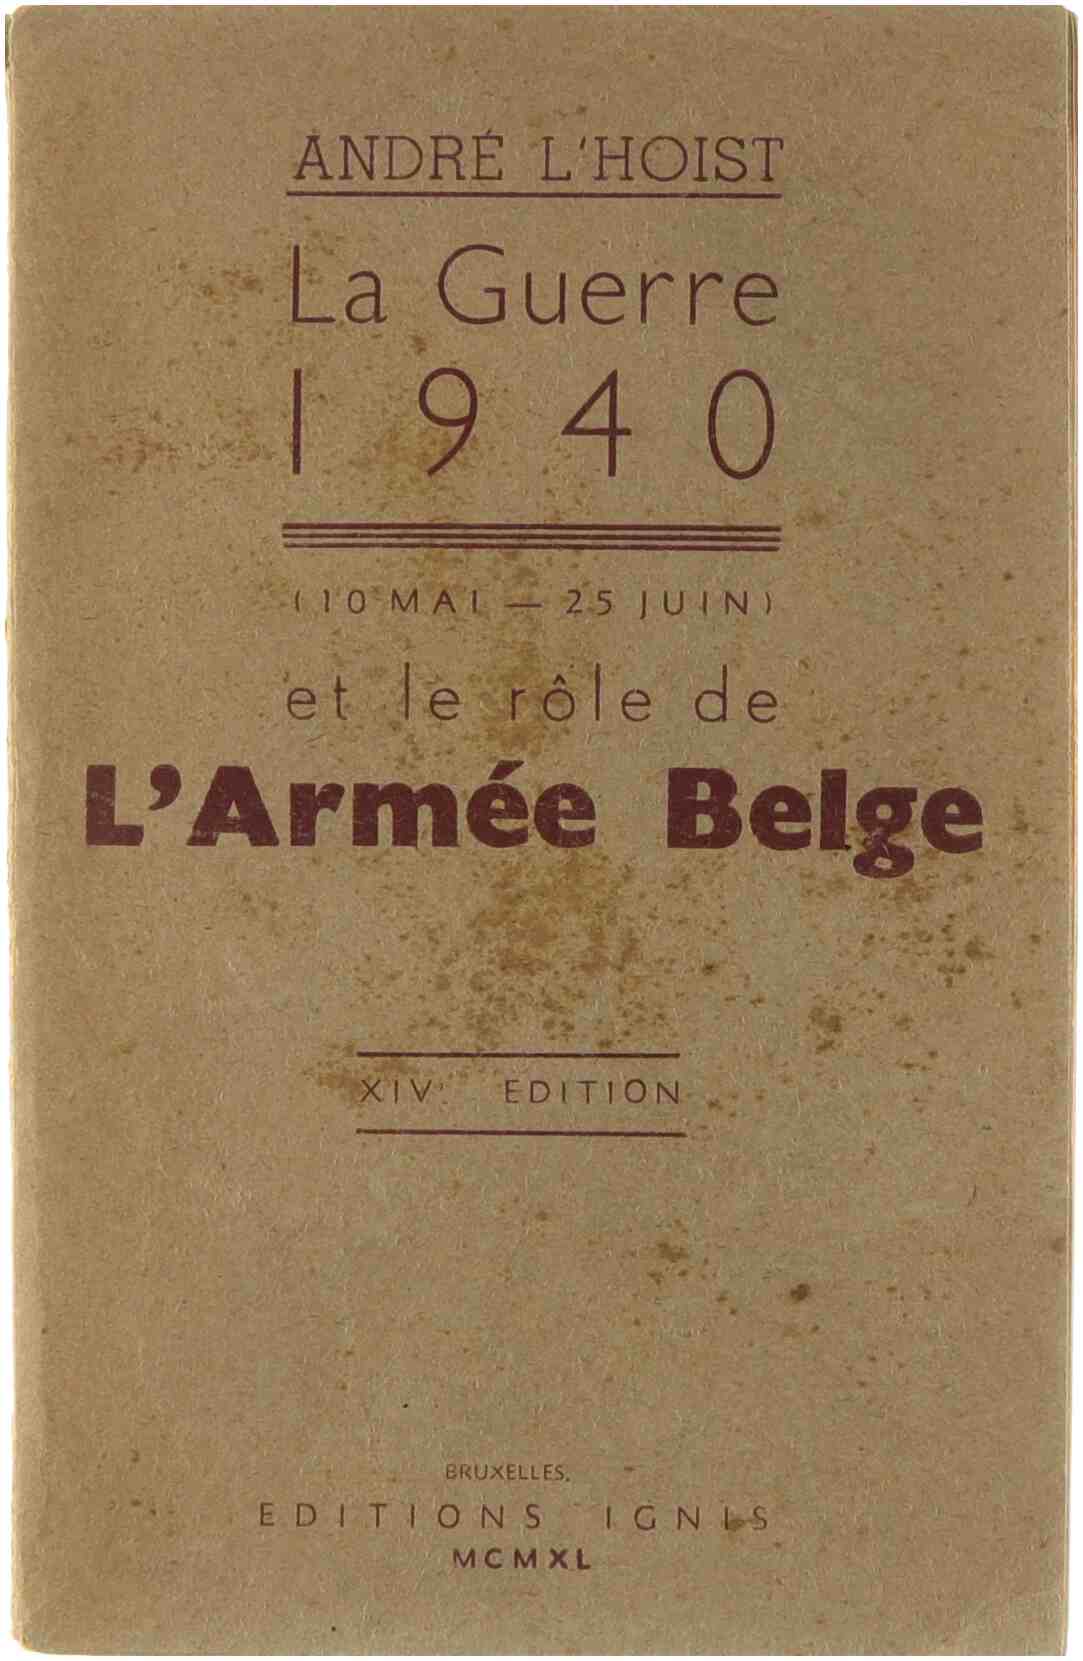 ANDRÉ L'HOIST
La Guerre
1940
(10 MAI — 25 JUIN)
et le rôle de
L'Armée Belge
XIVe EDITION
BRUXELLES.
EDITIONS IGNIS
MCMXL